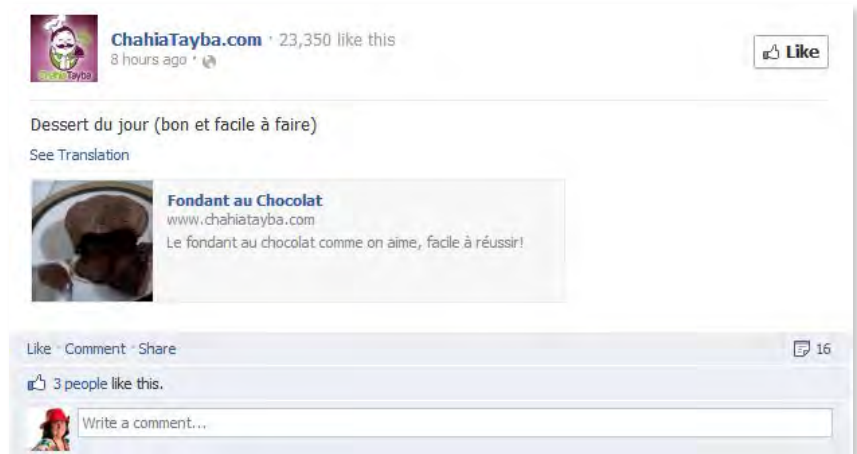 ChahiaTayba.com · 23,350 like this
8 hours ago ·
Like
ChahiaTayba
Dessert du jour (bon et facile à faire)
See Translation
Fondant au Chocolat
www.chahiatayba.com
Le fondant au chocolat comme on aime, facile à réussir!
Like · Comment · Share
16
3 people like this.
Write a comment...